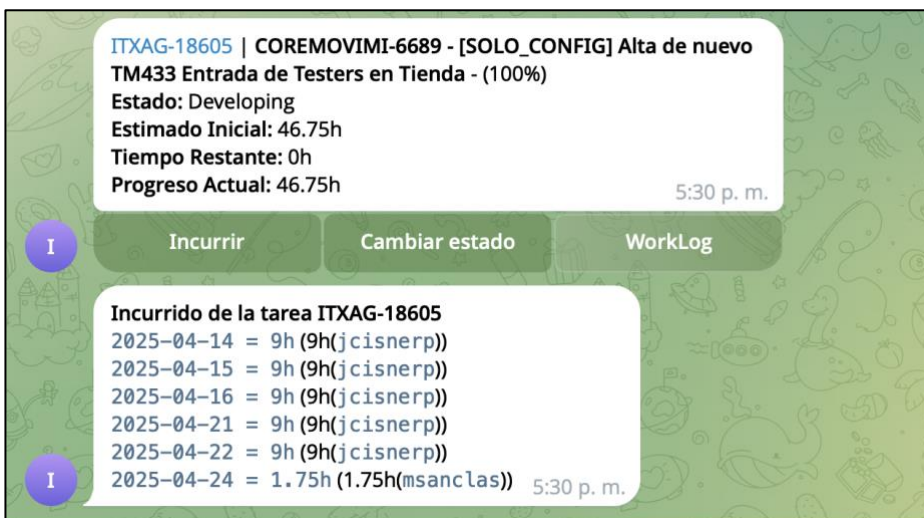 ITXAG-18605 | COREMOVIMI-6689 - [SOLO_CONFIG] Alta de nuevo
TM433 Entrada de Testers en Tienda - (100%)
Estado: Developing
Estimado Inicial: 46.75h
Tiempo Restante: 0h
Progreso Actual: 46.75h
5:30 p. m.
I
Incurrir
Cambiar estado
WorkLog
Incurrido de la tarea ITXAG-18605
2025-04-14 = 9h (9h(jcisnerp))
2025-04-15 = 9h (9h(jcisnerp))
2025-04-16 = 9h (9h(jcisnerp))
2025-04-21 = 9h (9h(jcisnerp))
2025-04-22 = 9h (9h(jcisnerp))
2025-04-24 = 1.75h (1.75h(msanclas))
5:30 p. m.
I